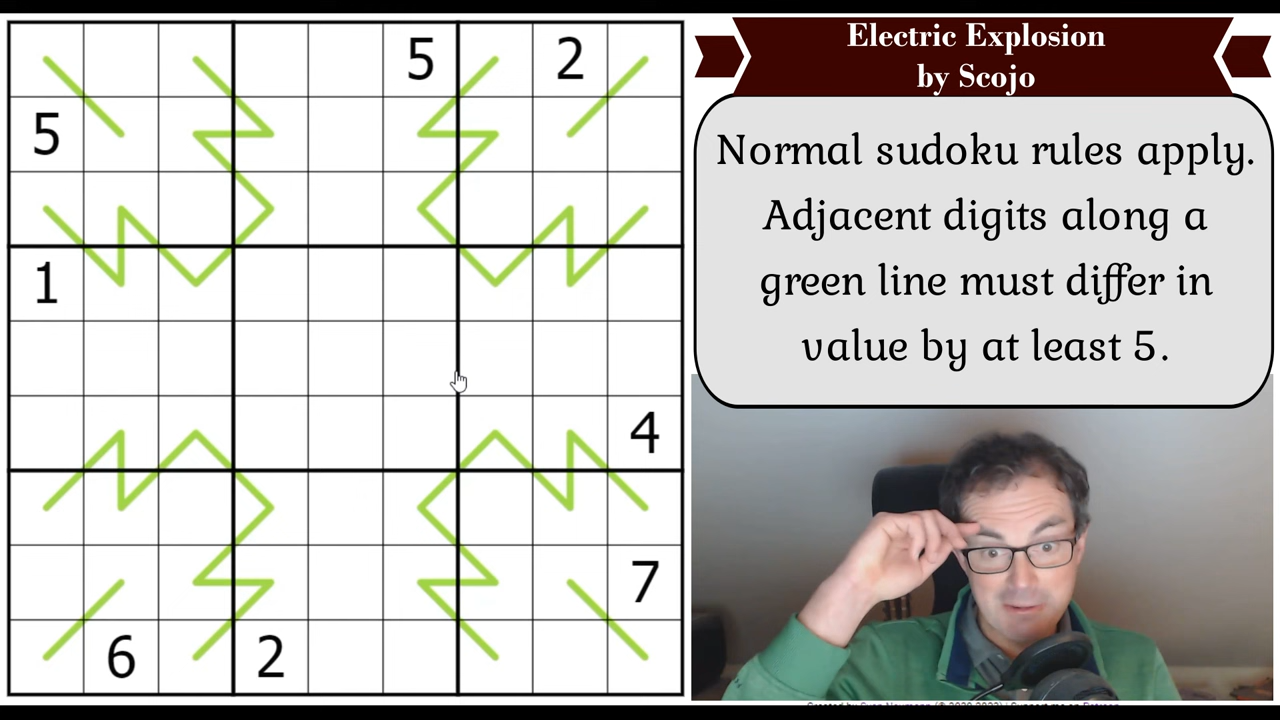 Electric Explosion
by Scojo
Normal sudoku rules apply.
Adjacent digits along a
green line must differ in
value by at least 5.
5 2
5
1
4
7
6 2